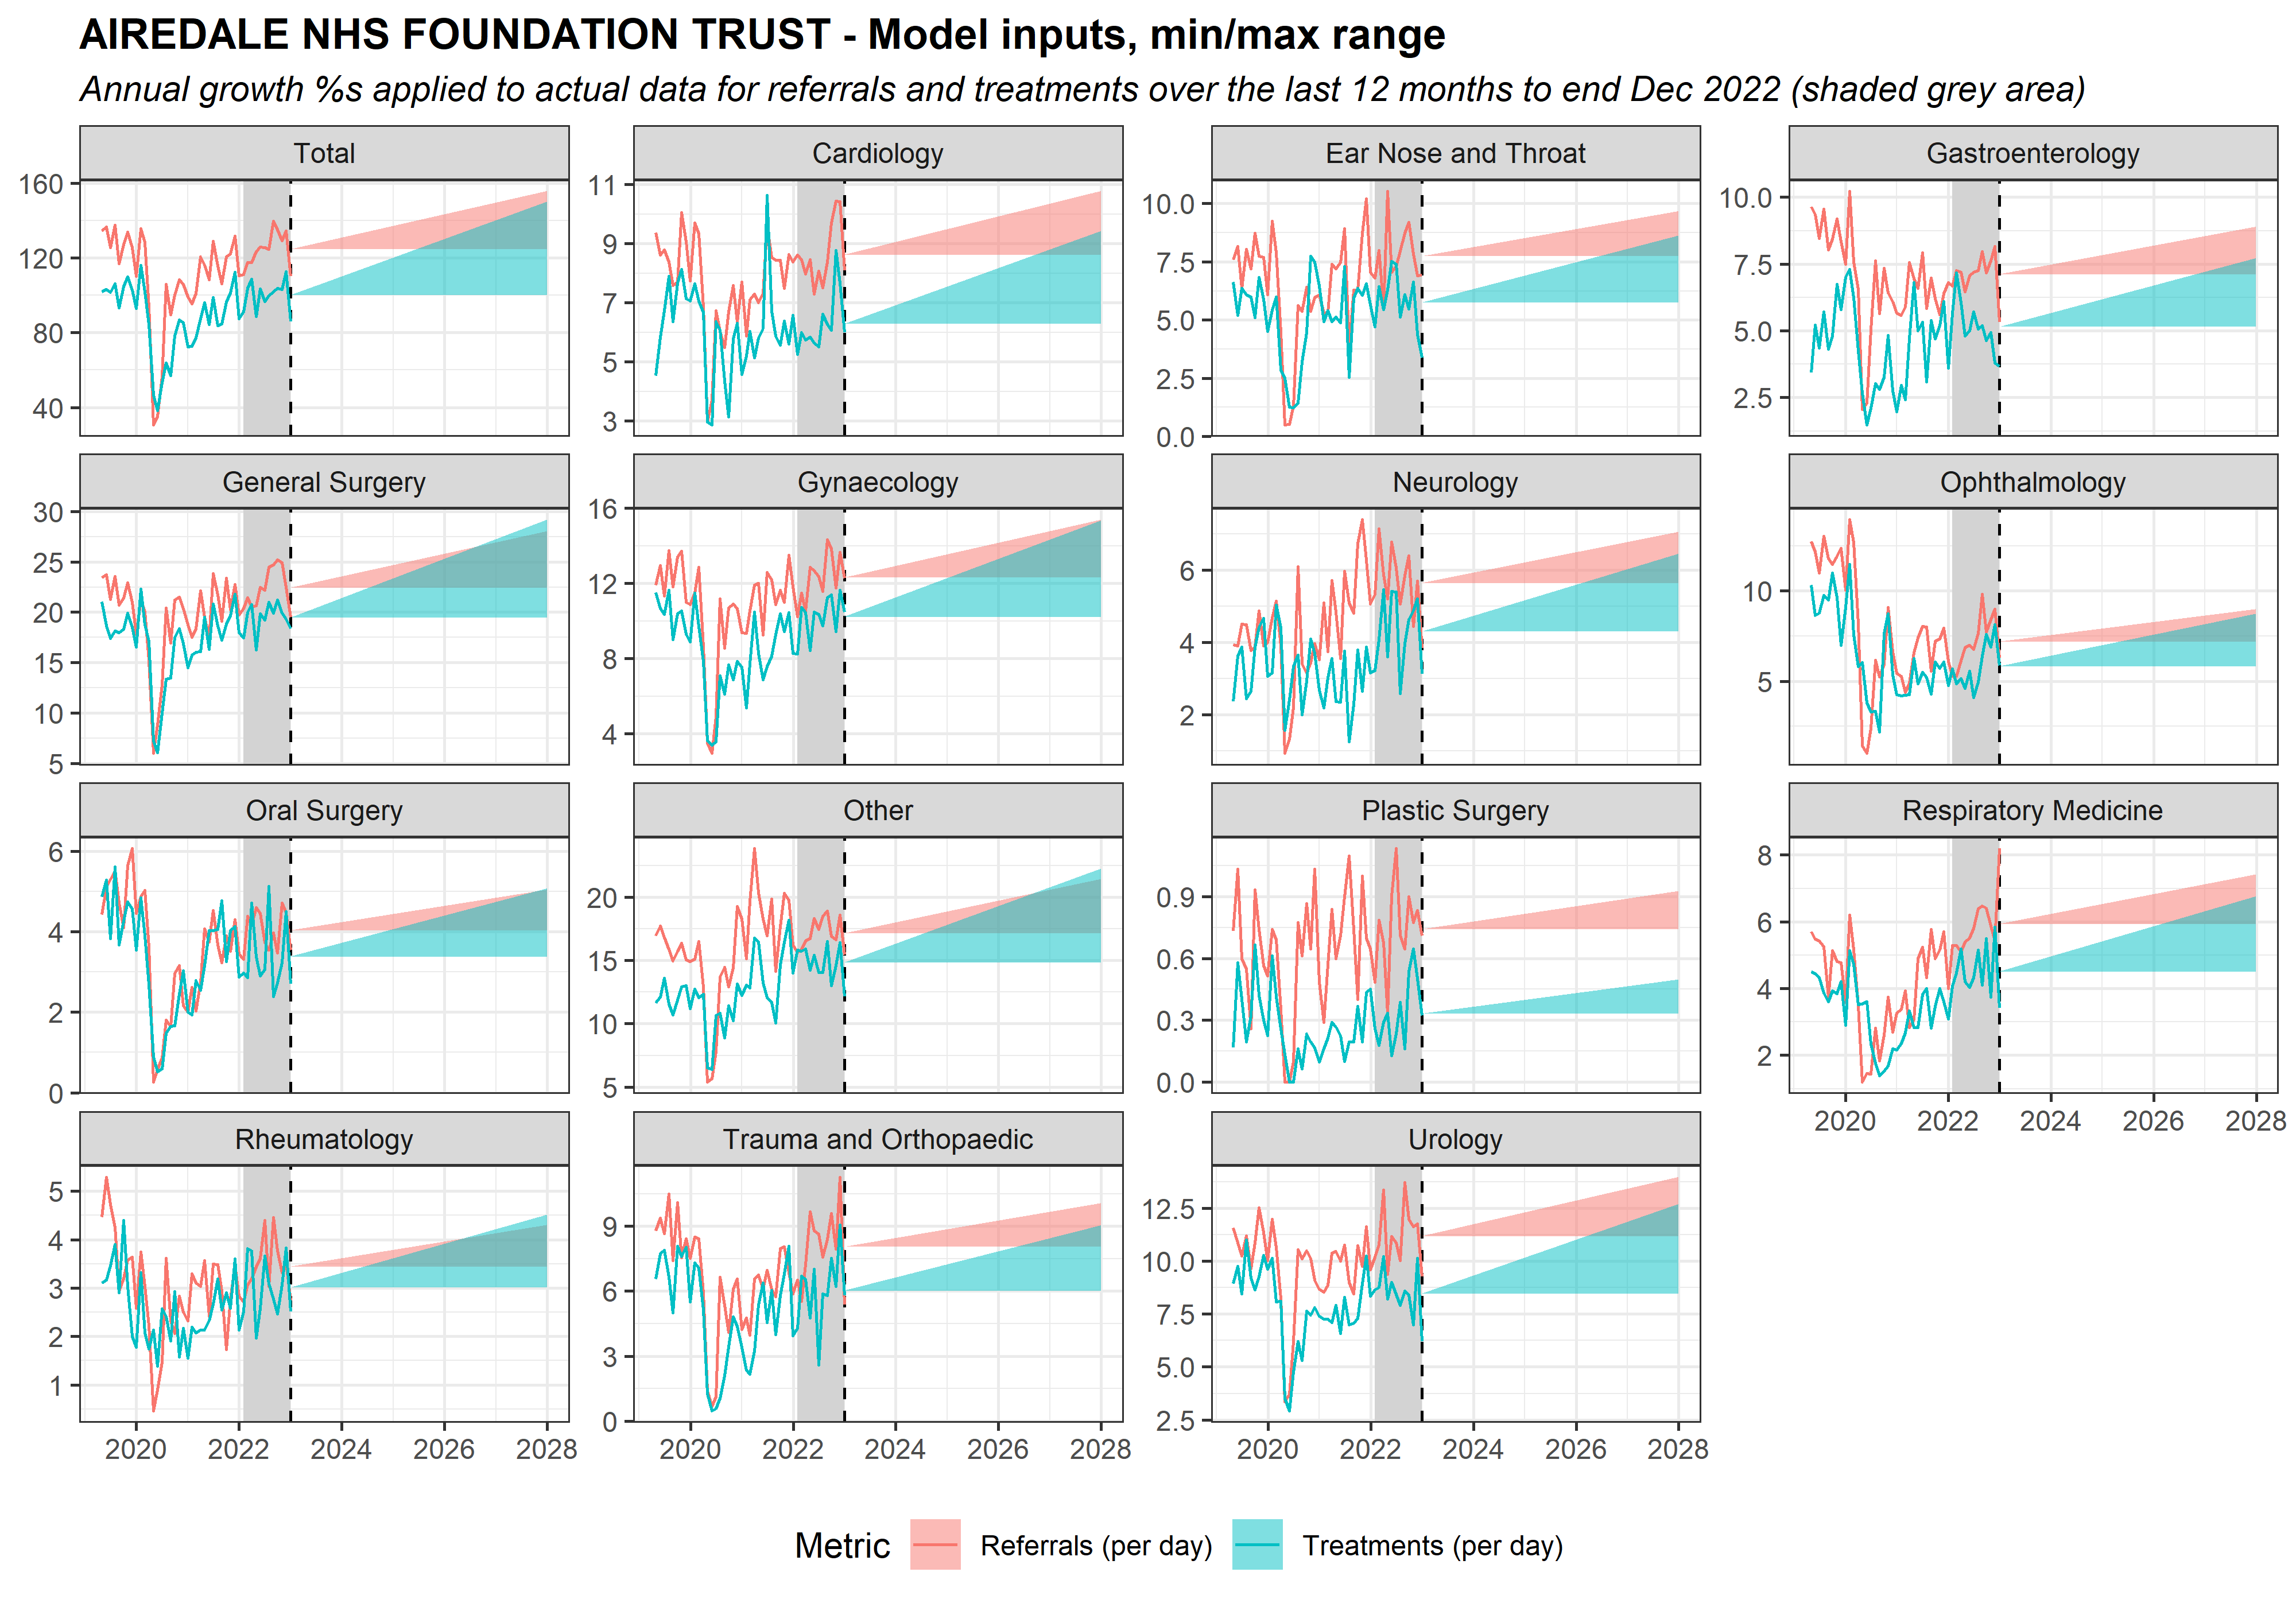 AIREDALE NHS FOUNDATION TRUST - Model inputs, min/max range
Annual growth %s applied to actual data for referrals and treatments over the last 12 months to end Dec 2022 (shaded grey area)
Total
160
120
80
40
Cardiology
11
9
7
5
3
Ear Nose and Throat
10.0
7.5
5.0
2.5
0.0
Gastroenterology
10.0
7.5
5.0
2.5
General Surgery
30
25
20
15
10
5
Gynaecology
16
12
8
4
Neurology
6
4
2
Ophthalmology
10
5
Oral Surgery
6
4
2
0
Other
20
15
10
5
Plastic Surgery
0.9
0.6
0.3
0.0
Respiratory Medicine
8
6
4
2
2020 2022 2024 2026 2028
Rheumatology
5
4
3
2
1
2020 2022 2024 2026 2028
Trauma and Orthopaedic
9
6
3
0
2020 2022 2024 2026 2028
Urology
12.5
10.0
7.5
5.0
2.5
2020 2022 2024 2026 2028
Metric Referrals (per day) Treatments (per day)